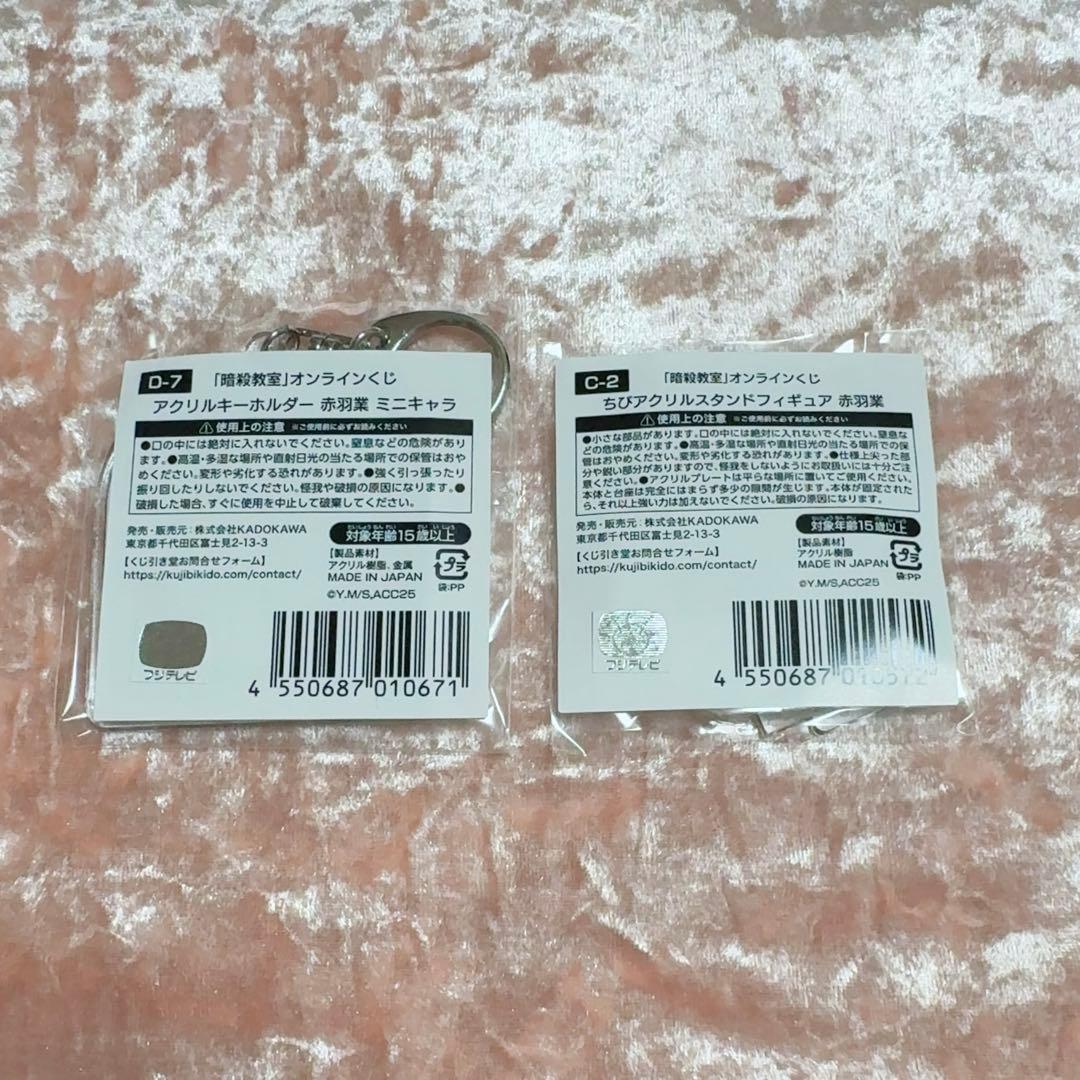 D-7 「暗殺教室」オンラインくじ
アクリルキーホルダー 赤羽業 ミニキャラ
使用上の注意 ※ご使用前に必ずお読みください
●口の中には絶対に入れないでください。窒息などの危険があり
ます。●高温・多湿な場所や直射日光の当たる場所での保管はおや
めください。変形や劣化する恐れがあります。●強く引っ張ったり
振り回したりしないでください。怪我や破損の原因になります。●
破損した場合、すぐに使用を中止して破棄してください。
発売・販売元:株式会社KADOKAWA
東京都千代田区富士見2-13-3
【くじ引き堂お問合せフォーム】
https://kujibikido.com/contact/
対象年齢15歳以上
【製品素材】
アクリル樹脂、金属
MADE IN JAPAN
プラ
袋:PP
©Y.M/S,ACC25
フジテレビ
4 550687 010671
C-2 「暗殺教室」オンラインくじ
ちびアクリルスタンドフィギュア 赤羽業
使用上の注意 ※ご使用前に必ずお読みください
●小さな部品があります。口の中には絶対に入れないでください。窒息な
どの危険があります。●高温・多湿な場所や直射日光の当たる場所での保
管はおやめください。変形や劣化する恐れがあります。●仕様上尖った部
分や鋭い部分がありますので、怪我をしないようにお取扱いには十分ご注
意ください。●アクリルプレートは平らな場所に置いてご使用ください。
本体と台座は完全にはまらず多少の隙間が生じます。本体が固定された
ら、それ以上強い力は加えないでください。破損の原因になります。
発売・販売元:株式会社KADOKAWA
東京都千代田区富士見2-13-3
【くじ引き堂お問合せフォーム】
https://kujibikido.com/contact/
対象年齢15歳以上
【製品素材】
アクリル樹脂
MADE IN JAPAN
プラ
袋:PP
©Y.M/S,ACC25
フジテレビ
4 550687